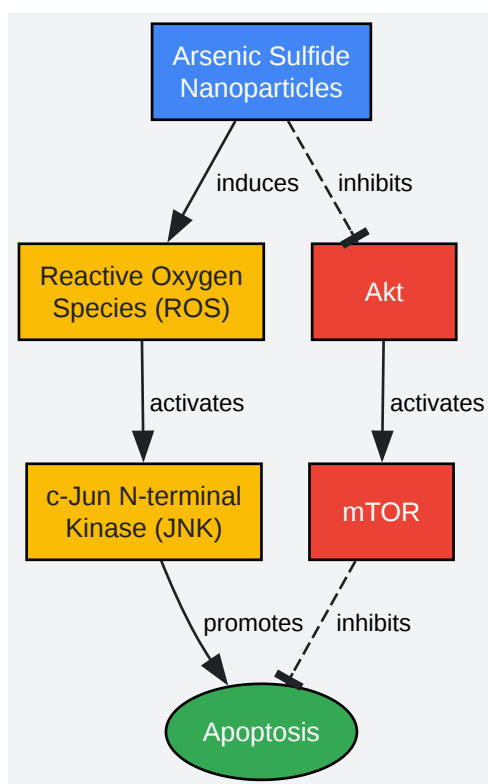 Arsenic Sulfide
Nanoparticles
induces
inhibits
Reactive Oxygen
Species (ROS)
Akt
activates
activates
c-Jun N-terminal
Kinase (JNK)
mTOR
promotes
inhibits
Apoptosis